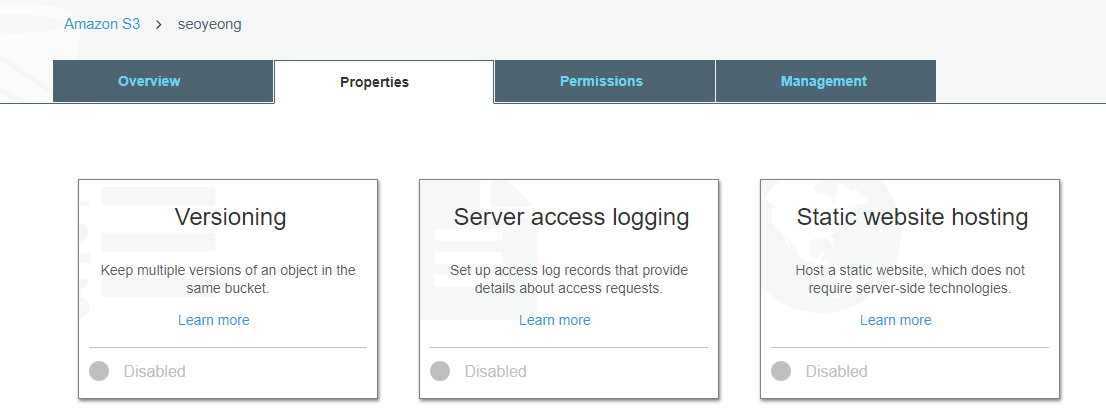 Amazon S3 > seoyeong
Overview Properties Permissions Management
Versioning
Keep multiple versions of an object in the
same bucket.
Learn more
Disabled
Server access logging
Set up access log records that provide
details about access requests.
Learn more
Disabled
Static website hosting
Host a static website, which does not
require server-side technologies.
Learn more
Disabled